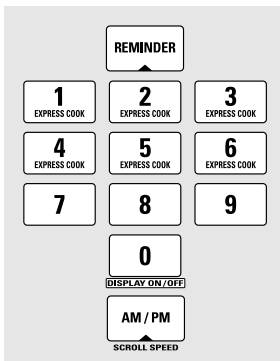 REMINDER
1 2 3
EXPRESS COOK EXPRESS COOK EXPRESS COOK
4 5 6
EXPRESS COOK EXPRESS COOK EXPRESS COOK
7 8 9
0
DISPLAY ON/OFF
AM / PM
SCROLL SPEED